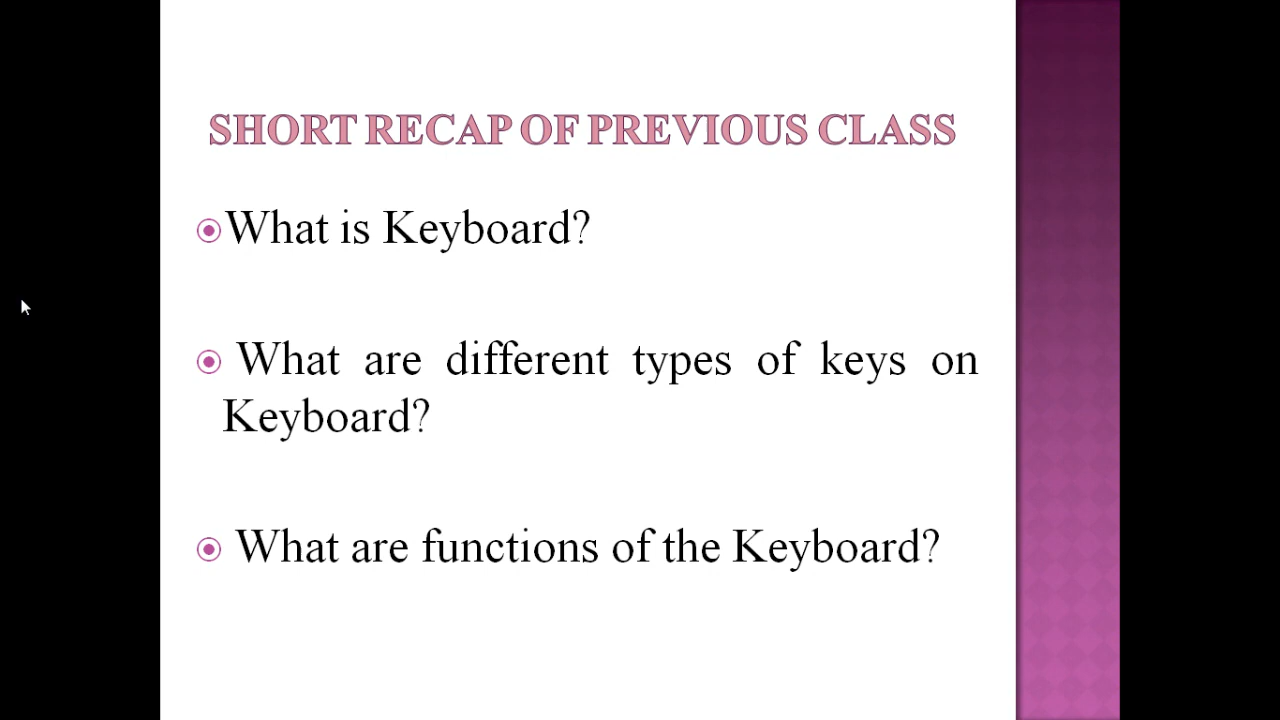 SHORT RECAP OF PREVIOUS CLASS
What is Keyboard?
What are different types of keys on
Keyboard?
What are functions of the Keyboard?